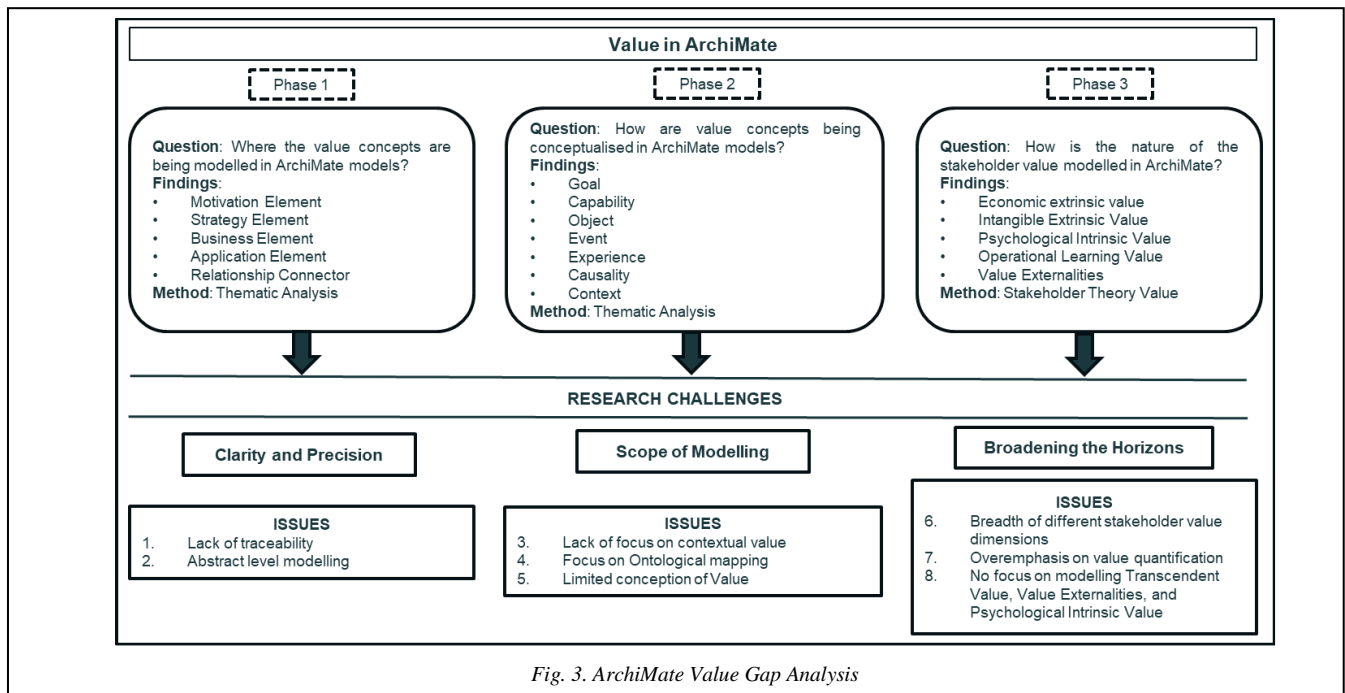 Value in ArchiMate
Phase 1
Question: Where the value concepts are
being modelled in ArchiMate models?
Findings:
• Motivation Element
• Strategy Element
• Business Element
• Application Element
• Relationship Connector
Method: Thematic Analysis
Phase 2
Question: How are value concepts being
conceptualised in ArchiMate models?
Findings:
• Goal
• Capability
• Object
• Event
• Experience
• Causality
• Context
Method: Thematic Analysis
Phase 3
Question: How is the nature of the
stakeholder value modelled in ArchiMate?
Findings:
• Economic extrinsic value
• Intangible Extrinsic Value
• Psychological Intrinsic Value
• Operational Learning Value
• Value Externalities
Method: Stakeholder Theory Value
RESEARCH CHALLENGES
Clarity and Precision
ISSUES
1. Lack of traceability
2. Abstract level modelling
Scope of Modelling
ISSUES
3. Lack of focus on contextual value
4. Focus on Ontological mapping
5. Limited conception of Value
Broadening the Horizons
ISSUES
6. Breadth of different stakeholder value
dimensions
7. Overemphasis on value quantification
8. No focus on modelling Transcendent
Value, Value Externalities, and
Psychological Intrinsic Value
Fig. 3. ArchiMate Value Gap Analysis